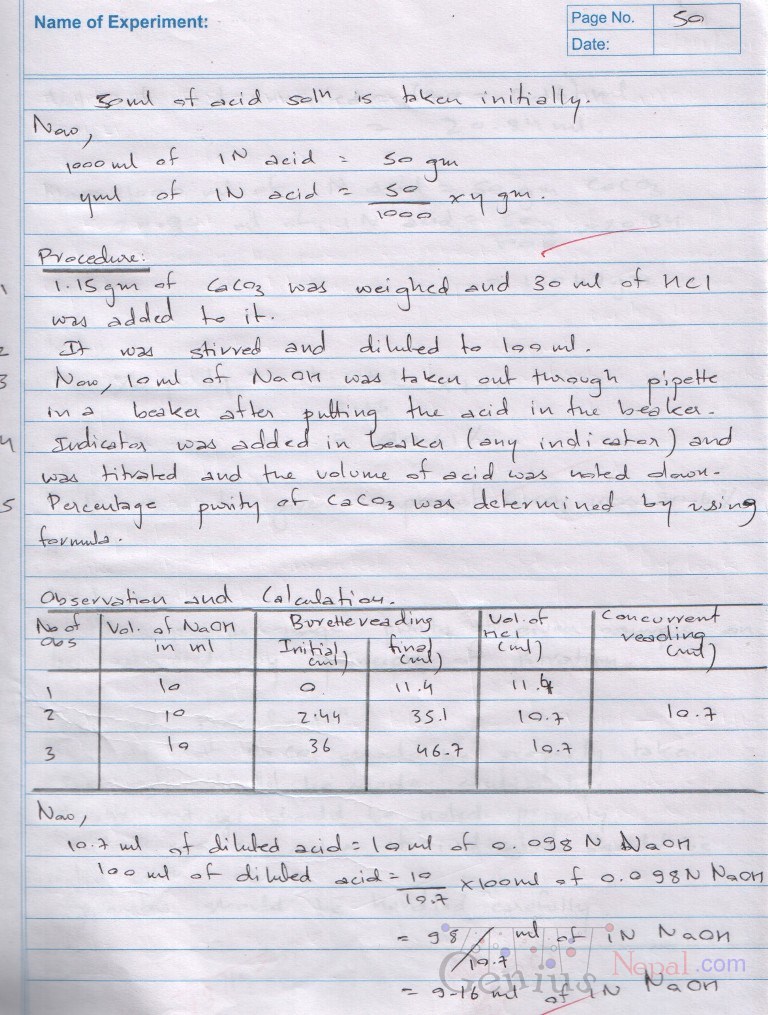 Name of Experiment:
Page No. 50
Date:
50ml of acid solⁿ is taken initially.
Now,
1000 ml of 1N acid = 50 gm
y ml of 1N acid = 50/1000 × y gm.
Procedure:
1 1.15 gm of CaCO3 was weighed and 30 ml of HCl
was added to it.
2 It was stirred and diluted to 100 ml.
3 Now, 10 ml of NaOH was taken out through pipette
in a beaker after putting the acid in the beaker.
4 Indicator was added in beaker (any indicator) and
was titrated and the volume of acid was noted down.
5 Percentage purity of CaCO3 was determined by using
formula.
Observation and Calculation.
No of Obs | Vol. of NaOH in ml | Burette reading Initial (ml) | final (ml) | Vol. of HCl (ml) | Concurrent reading (ml)
1 10 0 11.4 11.4
2 10 2.44 35.1 10.7 10.7
3 10 36 46.7 10.7
Now,
10.7 ml of diluted acid = 10 ml of 0.098 N NaOH
100 ml of diluted acid = 10/10.7 × 100 ml of 0.098N NaOH
= 98/10.7 ml of 1N NaOH
= 9.16 ml of 1N NaOH
Genius Nepal.com